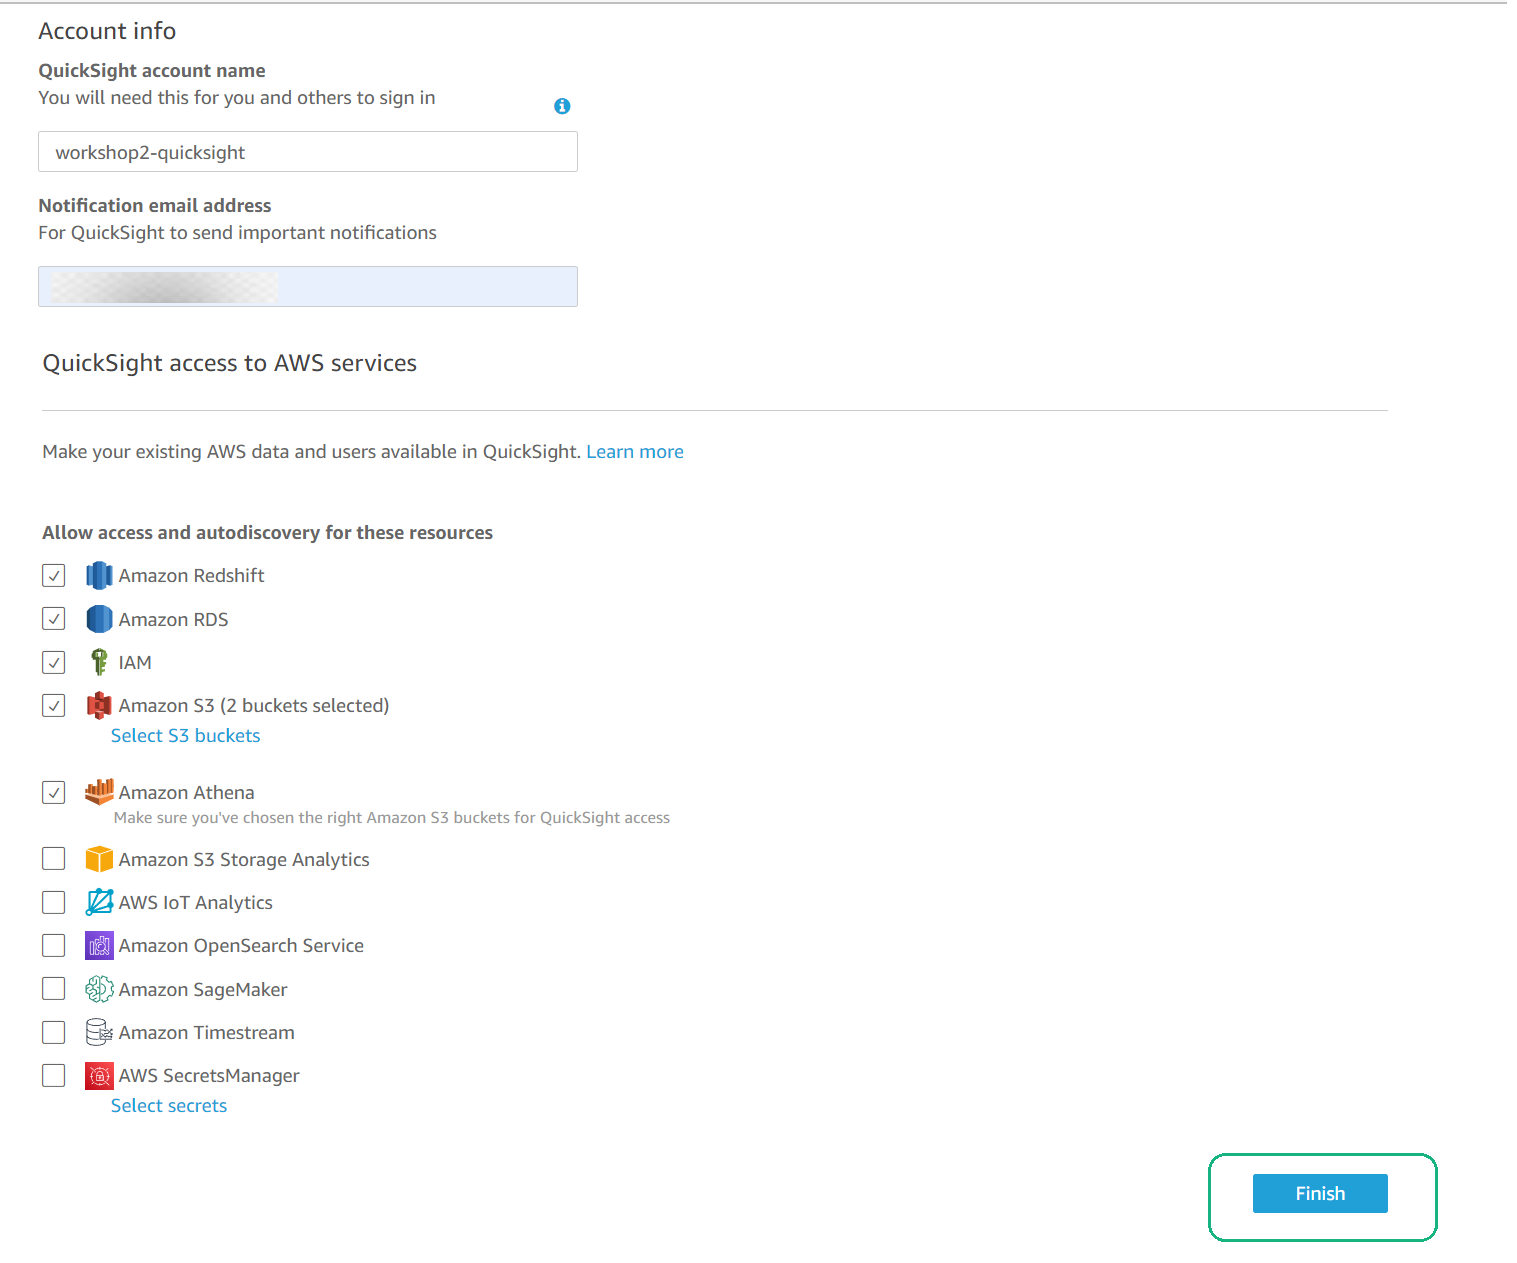 Account info
QuickSight account name
You will need this for you and others to sign in
workshop2-quicksight
Notification email address
For QuickSight to send important notifications
QuickSight access to AWS services
Make your existing AWS data and users available in QuickSight. Learn more
Allow access and autodiscovery for these resources
Amazon Redshift
Amazon RDS
IAM
Amazon S3 (2 buckets selected)
Select S3 buckets
Amazon Athena
Make sure you've chosen the right Amazon S3 buckets for QuickSight access
Amazon S3 Storage Analytics
AWS IoT Analytics
Amazon OpenSearch Service
Amazon SageMaker
Amazon Timestream
AWS SecretsManager
Select secrets
Finish